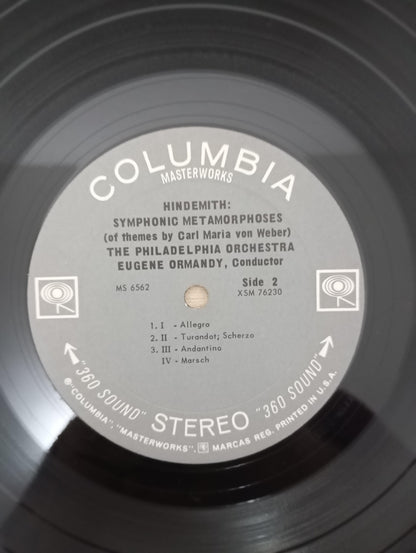 COLUMBIA
MASTERWORKS
HINDEMITH:
SYMPHONIC METAMORPHOSES
(of themes by Carl Maria von Weber)
THE PHILADELPHIA ORCHESTRA
EUGENE ORMANDY, Conductor
MS 6562
Side 2
XSM 76230
1. I - Allegro
2. II - Turandot; Scherzo
3. III - Andantino
IV - Marsch
"360 SOUND" STEREO "360 SOUND"
℗ "COLUMBIA", "MASTERWORKS", MARCAS REG. PRINTED IN U.S.A.